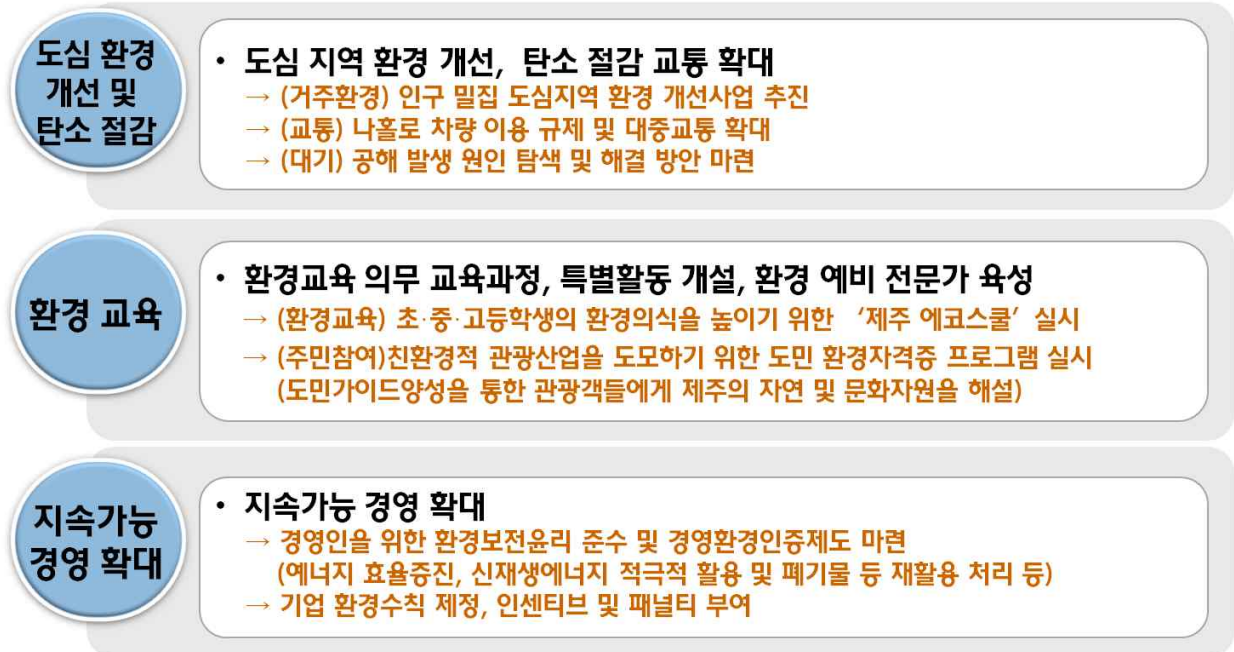 도심 환경
개선 및
탄소 절감
• 도심 지역 환경 개선, 탄소 절감 교통 확대
→ (거주환경) 인구 밀집 도심지역 환경 개선사업 추진
→ (교통) 나홀로 차량 이용 규제 및 대중교통 확대
→ (대기) 공해 발생 원인 탐색 및 해결 방안 마련
환경 교육
• 환경교육 의무 교육과정, 특별활동 개설, 환경 예비 전문가 육성
→ (환경교육) 초·중·고등학생의 환경의식을 높이기 위한 ‘제주 에코스쿨’ 실시
→ (주민참여)친환경적 관광산업을 도모하기 위한 도민 환경자격증 프로그램 실시
(도민가이드양성을 통한 관광객들에게 제주의 자연 및 문화자원을 해설)
지속가능
경영 확대
• 지속가능 경영 확대
→ 경영인을 위한 환경보전윤리 준수 및 경영환경인증제도 마련
(에너지 효율증진, 신재생에너지 적극적 활용 및 폐기물 등 재활용 처리 등)
→ 기업 환경수칙 제정, 인센티브 및 패널티 부여